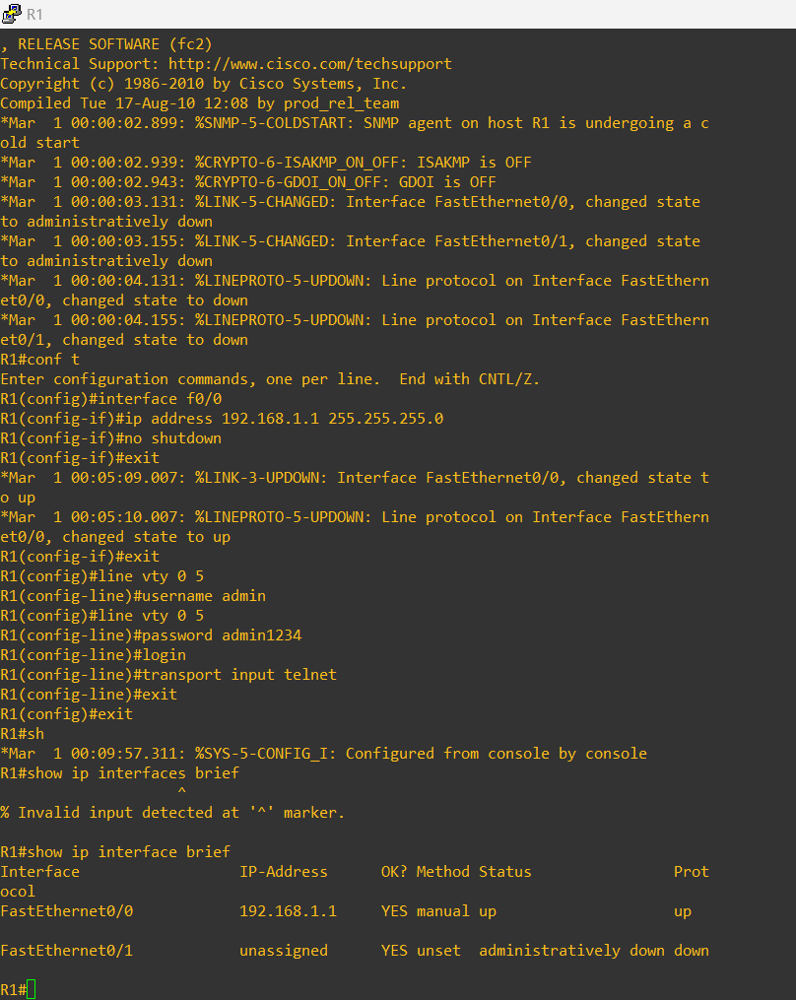 R1
, RELEASE SOFTWARE (fc2)
Technical Support: http://www.cisco.com/techsupport
Copyright (c) 1986-2010 by Cisco Systems, Inc.
Compiled Tue 17-Aug-10 12:08 by prod_rel_team
*Mar  1 00:00:02.899: %SNMP-5-COLDSTART: SNMP agent on host R1 is undergoing a c
old start
*Mar  1 00:00:02.939: %CRYPTO-6-ISAKMP_ON_OFF: ISAKMP is OFF
*Mar  1 00:00:02.943: %CRYPTO-6-GDOI_ON_OFF: GDOI is OFF
*Mar  1 00:00:03.131: %LINK-5-CHANGED: Interface FastEthernet0/0, changed state
to administratively down
*Mar  1 00:00:03.155: %LINK-5-CHANGED: Interface FastEthernet0/1, changed state
to administratively down
*Mar  1 00:00:04.131: %LINEPROTO-5-UPDOWN: Line protocol on Interface FastEthern
et0/0, changed state to down
*Mar  1 00:00:04.155: %LINEPROTO-5-UPDOWN: Line protocol on Interface FastEthern
et0/1, changed state to down
R1#conf t
Enter configuration commands, one per line.  End with CNTL/Z.
R1(config)#interface f0/0
R1(config-if)#ip address 192.168.1.1 255.255.255.0
R1(config-if)#no shutdown
R1(config-if)#exit
*Mar  1 00:05:09.007: %LINK-3-UPDOWN: Interface FastEthernet0/0, changed state t
o up
*Mar  1 00:05:10.007: %LINEPROTO-5-UPDOWN: Line protocol on Interface FastEthern
et0/0, changed state to up
R1(config-if)#exit
R1(config)#line vty 0 5
R1(config-line)#username admin
R1(config)#line vty 0 5
R1(config-line)#password admin1234
R1(config-line)#login
R1(config-line)#transport input telnet
R1(config-line)#exit
R1(config)#exit
R1#sh
*Mar  1 00:09:57.311: %SYS-5-CONFIG_I: Configured from console by console
R1#show ip interfaces brief
                    ^
% Invalid input detected at '^' marker.
R1#show ip interface brief
Interface                  IP-Address      OK? Method Status                Prot
ocol
FastEthernet0/0            192.168.1.1     YES manual up                    up
FastEthernet0/1            unassigned      YES unset  administratively down down
R1#